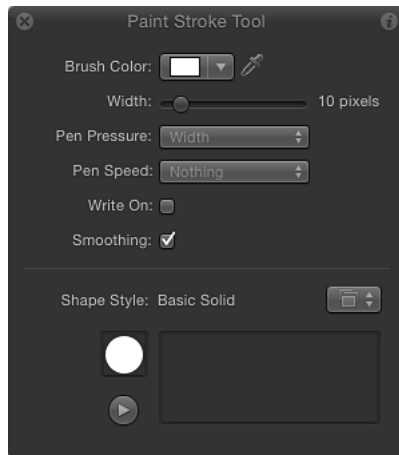 Paint Stroke Tool
Brush Color:
Width: 10 pixels
Pen Pressure: Width
Pen Speed: Nothing
Write On:
Smoothing:
Shape Style: Basic Solid